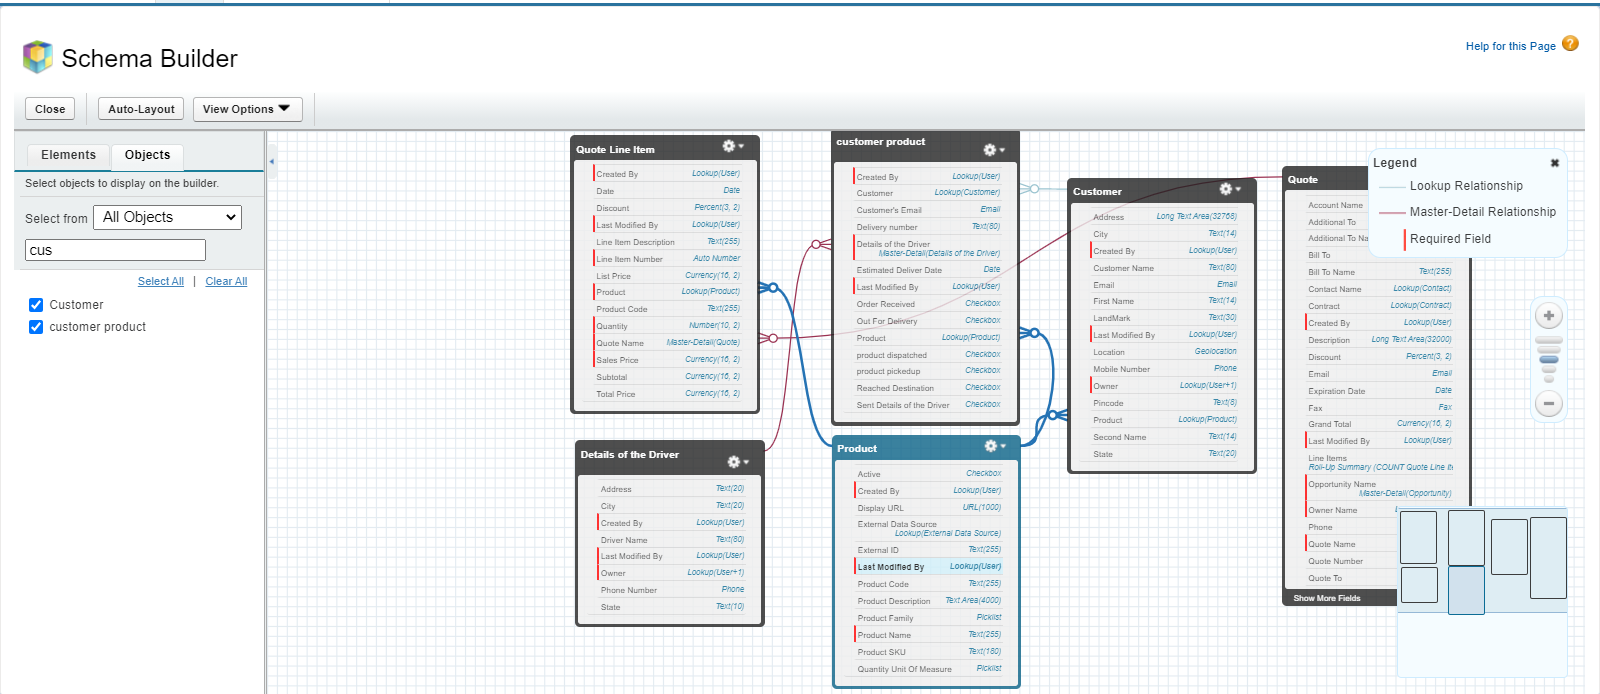 Schema Builder
Help for this Page ?
Close
Auto-Layout
View Options
Elements
Objects
Select objects to display on the builder.
Select from All Objects
cus
Select All | Clear All
Customer
customer product
Quote Line Item
Created By Lookup(User)
Date Date
Discount Percent(3, 2)
Last Modified By Lookup(User)
Line Item Description Text(255)
Line Item Number Auto Number
List Price Currency(16, 2)
Product Lookup(Product)
Product Code Text(255)
Quantity Number(10, 2)
Quote Name Master-Detail(Quote)
Sales Price Currency(16, 2)
Subtotal Currency(16, 2)
Total Price Currency(16, 2)
Details of the Driver
Address Text(20)
City Text(20)
Created By Lookup(User)
Driver Name Text(80)
Last Modified By Lookup(User)
Owner Lookup(User+1)
Phone Number Phone
State Text(10)
customer product
Created By Lookup(User)
Customer Lookup(Customer)
Customer's Email Email
Delivery number Text(80)
Details of the Driver
Master-Detail(Details of the Driver)
Estimated Deliver Date Date
Last Modified By Lookup(User)
Order Received Checkbox
Out For Delivery Checkbox
Product Lookup(Product)
product dispatched Checkbox
product pickedup Checkbox
Reached Destination Checkbox
Sent Details of the Driver Checkbox
Product
Active Checkbox
Created By Lookup(User)
Display URL URL(1000)
External Data Source
Lookup(External Data Source)
External ID Text(255)
Last Modified By Lookup(User)
Product Code Text(255)
Product Description Text Area(4000)
Product Family Picklist
Product Name Text(255)
Product SKU Text(180)
Quantity Unit Of Measure Picklist
Customer
Address Long Text Area(32768)
City Text(14)
Created By Lookup(User)
Customer Name Text(80)
Email Email
First Name Text(14)
LandMark Text(30)
Last Modified By Lookup(User)
Location Geolocation
Mobile Number Phone
Owner Lookup(User+1)
Pincode Text(8)
Product Lookup(Product)
Second Name Text(14)
State Text(20)
Quote
Account Name
Additional To
Additional To Na
Bill To
Bill To Name Text(255)
Contact Name Lookup(Contact)
Contract Lookup(Contract)
Created By Lookup(User)
Description Long Text Area(32000)
Discount Percent(3, 2)
Email Email
Expiration Date Date
Fax Fax
Grand Total Currency(16, 2)
Last Modified By Lookup(User)
Line Items
Roll-Up Summary (COUNT Quote Line It
Opportunity Name
Master-Detail(Opportunity)
Owner Name
Phone
Quote Name
Quote Number
Quote To
Show More Fields
Legend
Lookup Relationship
Master-Detail Relationship
Required Field